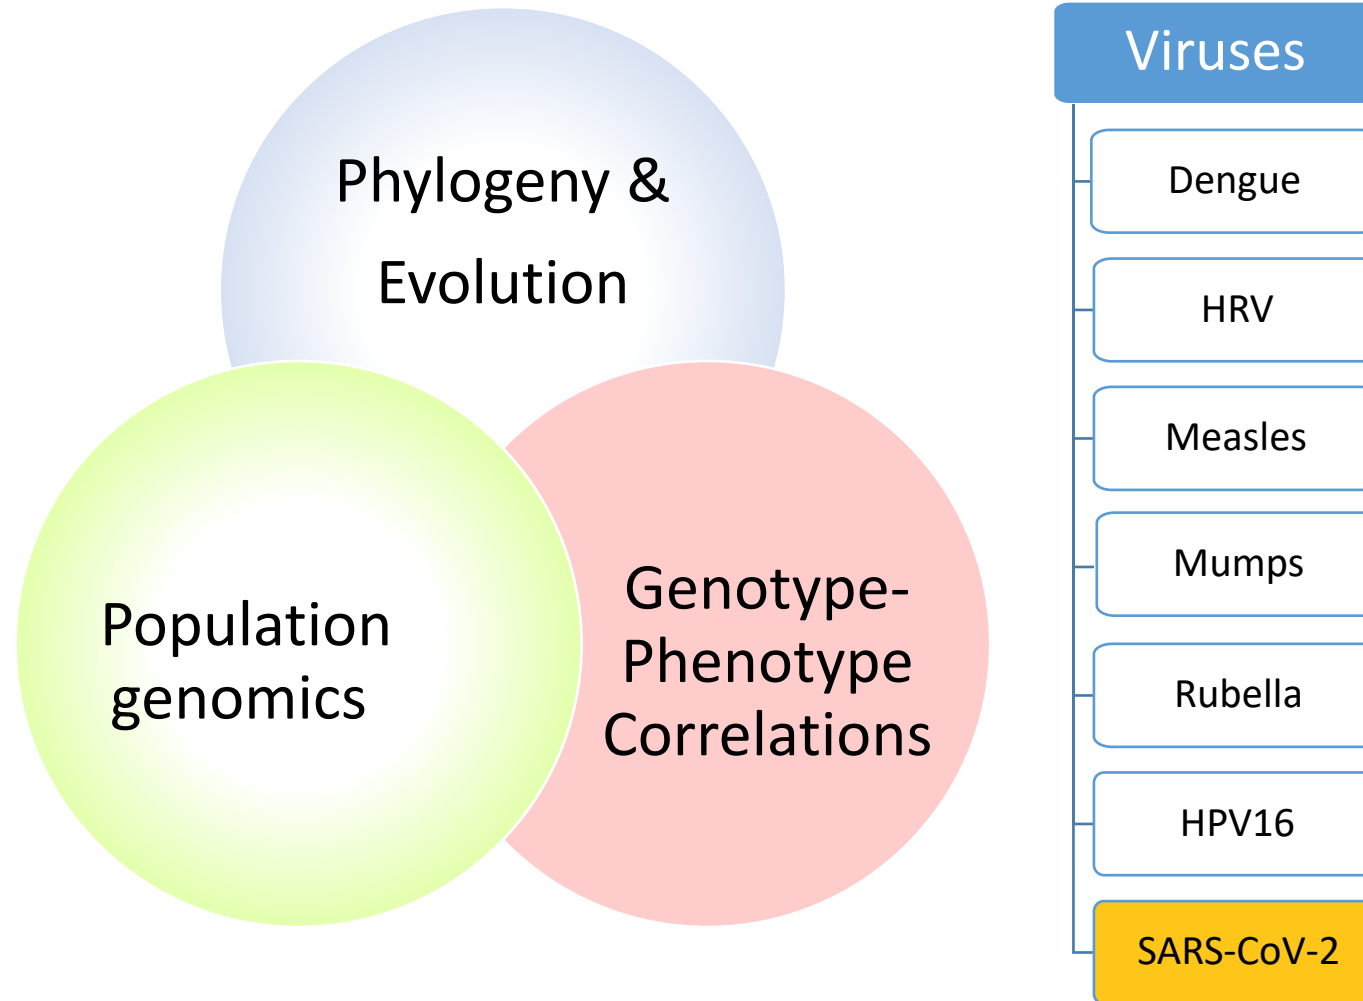 Phylogeny &
Evolution
Population
genomics
Genotype-
Phenotype
Correlations
Viruses
Dengue
HRV
Measles
Mumps
Rubella
HPV16
SARS-CoV-2